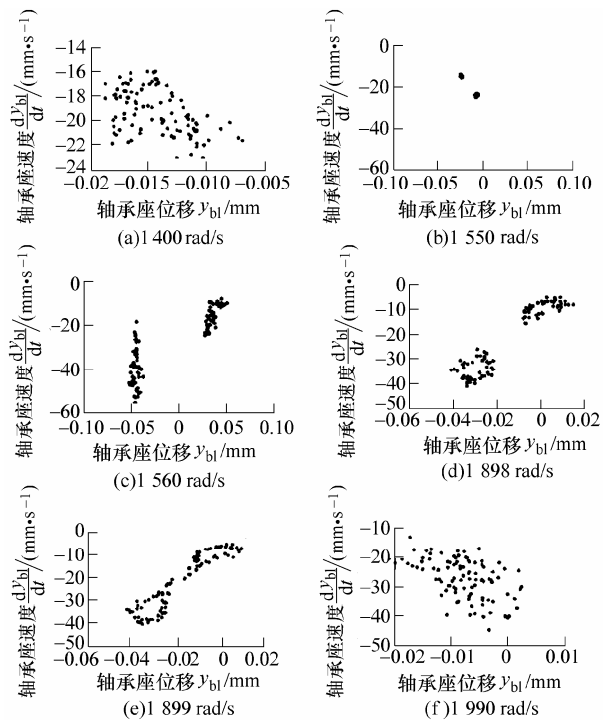 轴承座速度 dy_bl/dt/(mm•s⁻¹)
-14
-16
-18
-20
-22
-24
-0.02 -0.015 -0.010 -0.005
轴承座位移 y_bl/mm
(a)1 400 rad/s
轴承座速度 dy_bl/dt/(mm•s⁻¹)
0
-20
-40
-60
-0.10 -0.05 0 0.05 0.10
轴承座位移 y_bl/mm
(b)1 550 rad/s
轴承座速度 dy_bl/dt/(mm•s⁻¹)
0
-20
-40
-60
-0.10 -0.05 0 0.05 0.10
轴承座位移 y_bl/mm
(c)1 560 rad/s
轴承座速度 dy_bl/dt/(mm•s⁻¹)
0
-10
-20
-30
-40
-50
-0.06 -0.04 -0.02 0 0.02
轴承座位移 y_bl/mm
(d)1 898 rad/s
轴承座速度 dy_bl/dt/(mm•s⁻¹)
0
-10
-20
-30
-40
-50
-0.06 -0.04 -0.02 0 0.02
轴承座位移 y_bl/mm
(e)1 899 rad/s
轴承座速度 dy_bl/dt/(mm•s⁻¹)
-10
-20
-30
-40
-50
-0.02 -0.01 0 0.01
轴承座位移 y_bl/mm
(f)1 990 rad/s